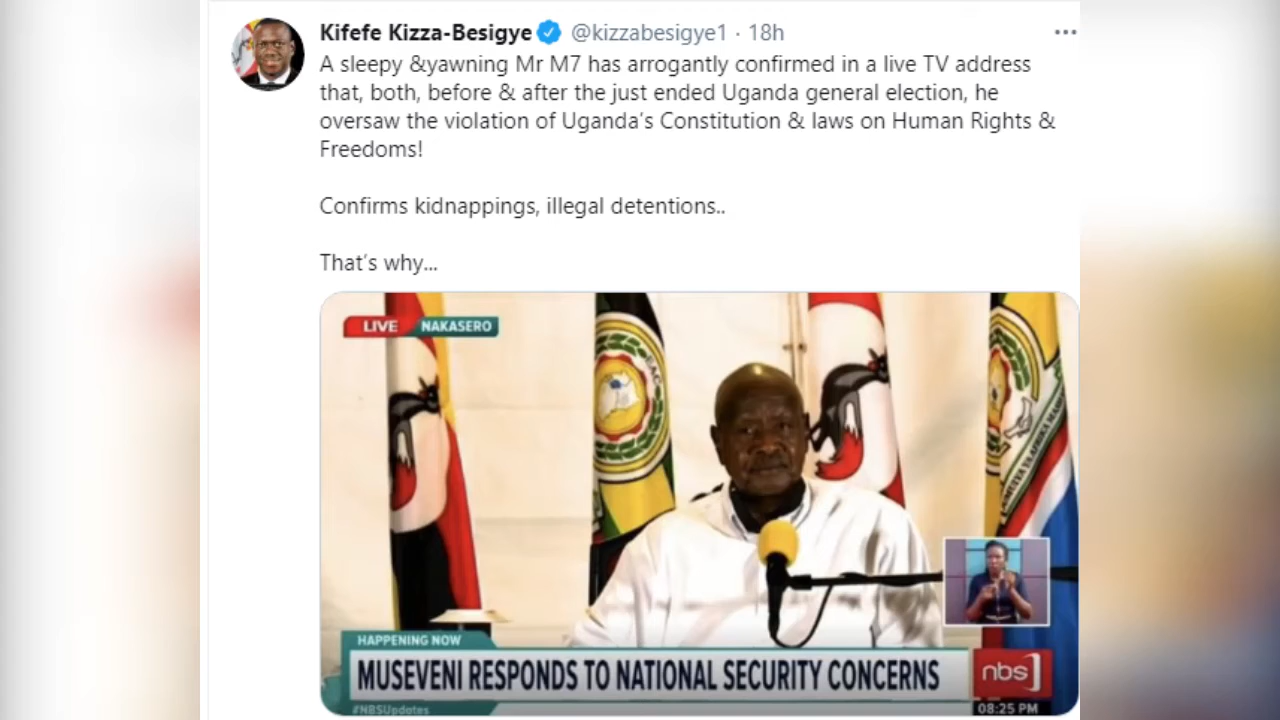 Kifefe Kizza-Besigye @kizzabesigye1 · 18h
A sleepy &yawning Mr M7 has arrogantly confirmed in a live TV address
that, both, before & after the just ended Uganda general election, he
oversaw the violation of Uganda's Constitution & laws on Human Rights &
Freedoms!
Confirms kidnappings, illegal detentions..
That's why...
LIVE NAKASERO
EAC
HAPPENING NOW
MUSEVENI RESPONDS TO NATIONAL SECURITY CONCERNS
nbs
#NBSUpdates
08:25 PM